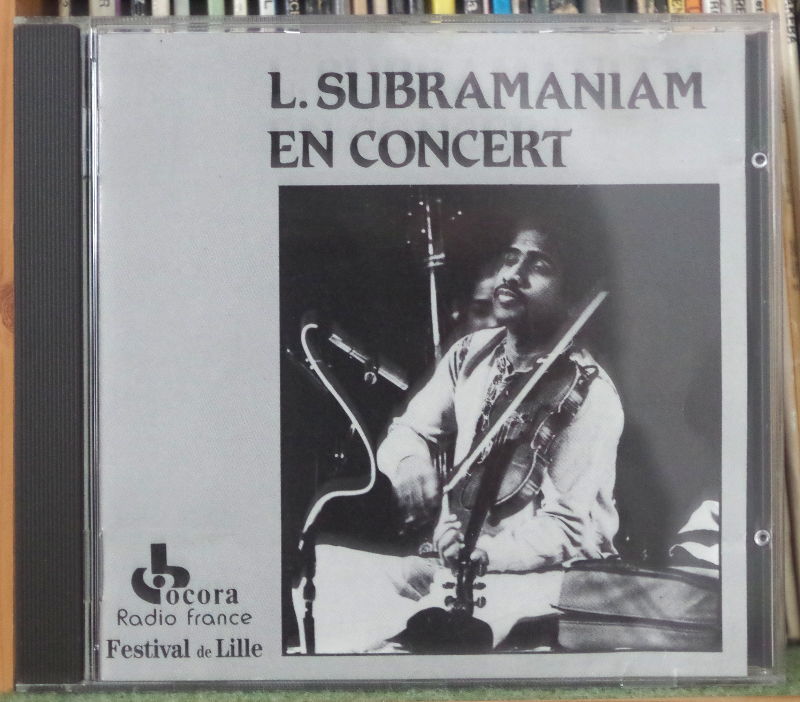 L. SUBRAMANIAM
EN CONCERT
ocora
Radio france
Festival de Lille